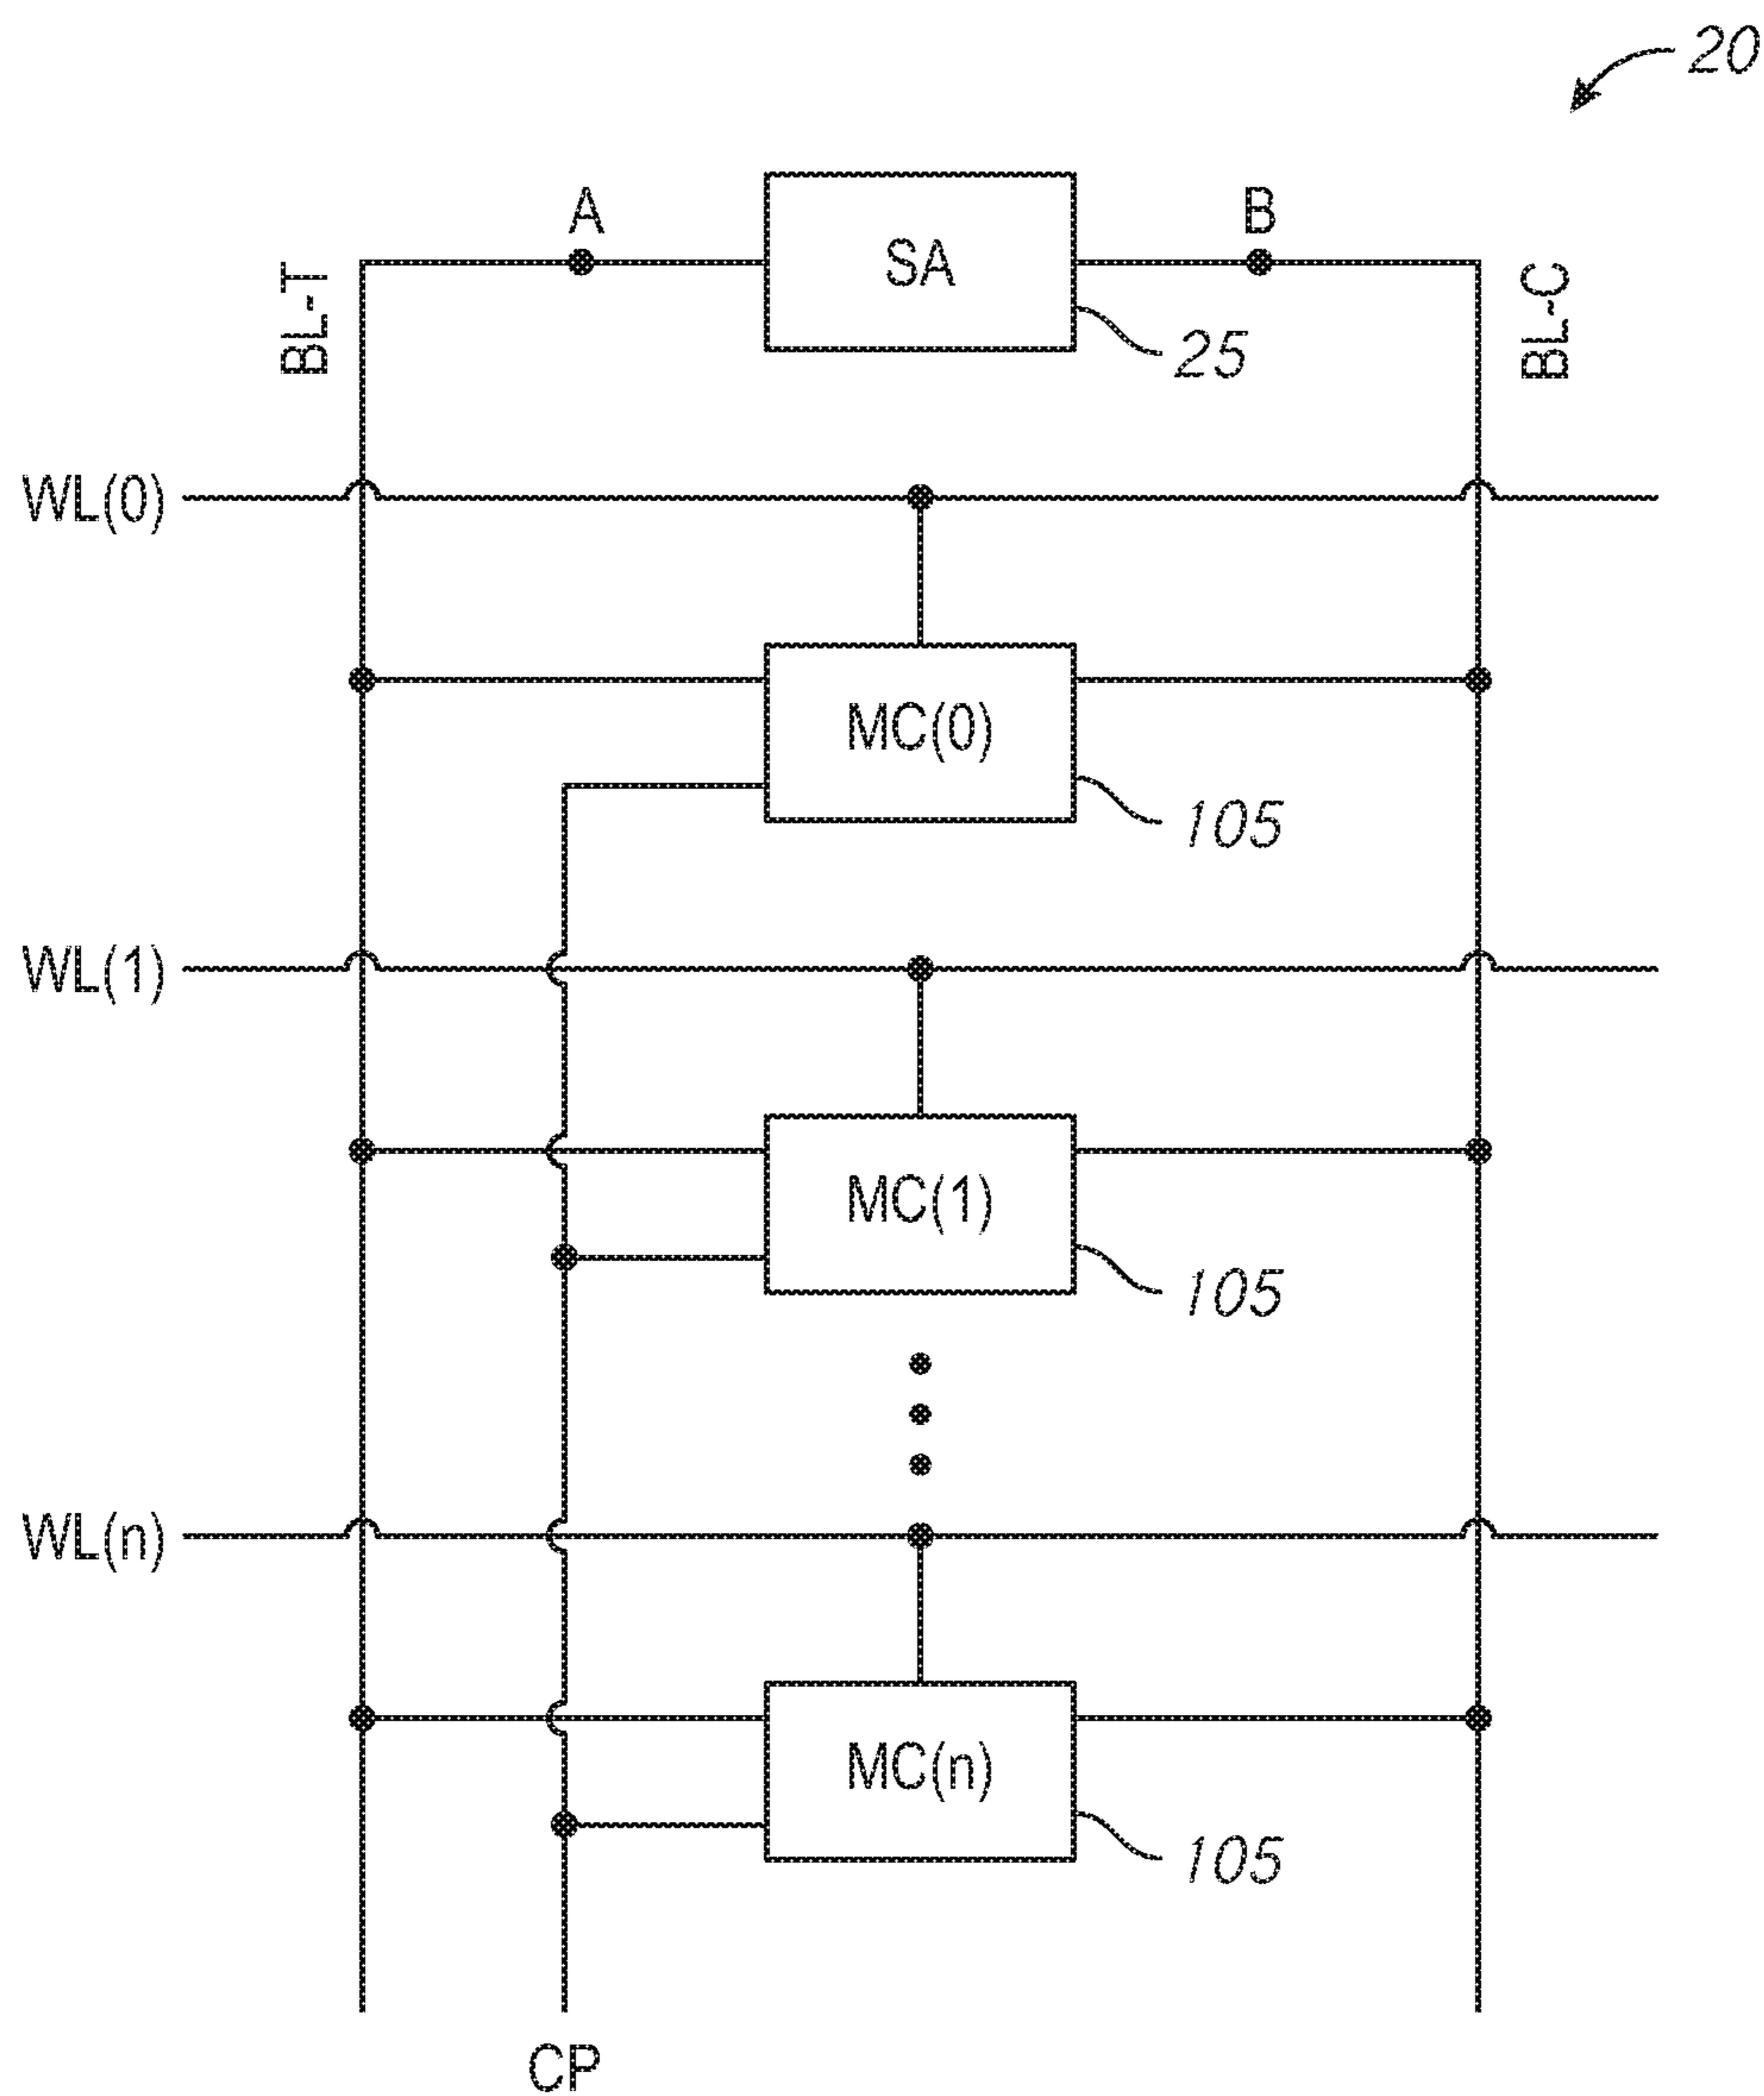 20
A
SA
B
BL-T
BL-C
25
WL(0)
MC(0)
105
WL(1)
MC(1)
105
WL(n)
MC(n)
105
CP